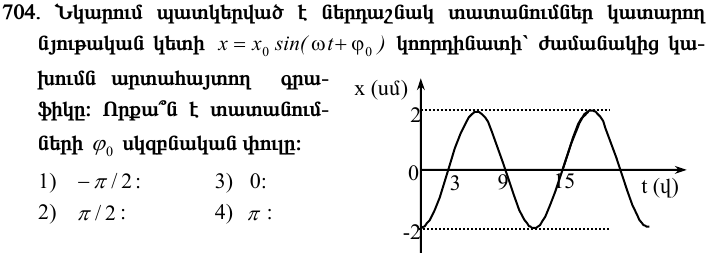 704. Նկարում պատկերված է ներդաշնակ տատանումներ կատարող
նյութական կետի x = x₀ sin(ωt+ φ₀) կոորդինատի՝ ժամանակից կա-
խումն արտահայտող գրա-
ֆիկը: Որքա՞ն է տատանում-
ների φ₀ սկզբնական փուլը:
1) −π/2:
3) 0:
2) π/2:
4) π :
x (սմ)
2
0
3
9
15
t (վ)
-2